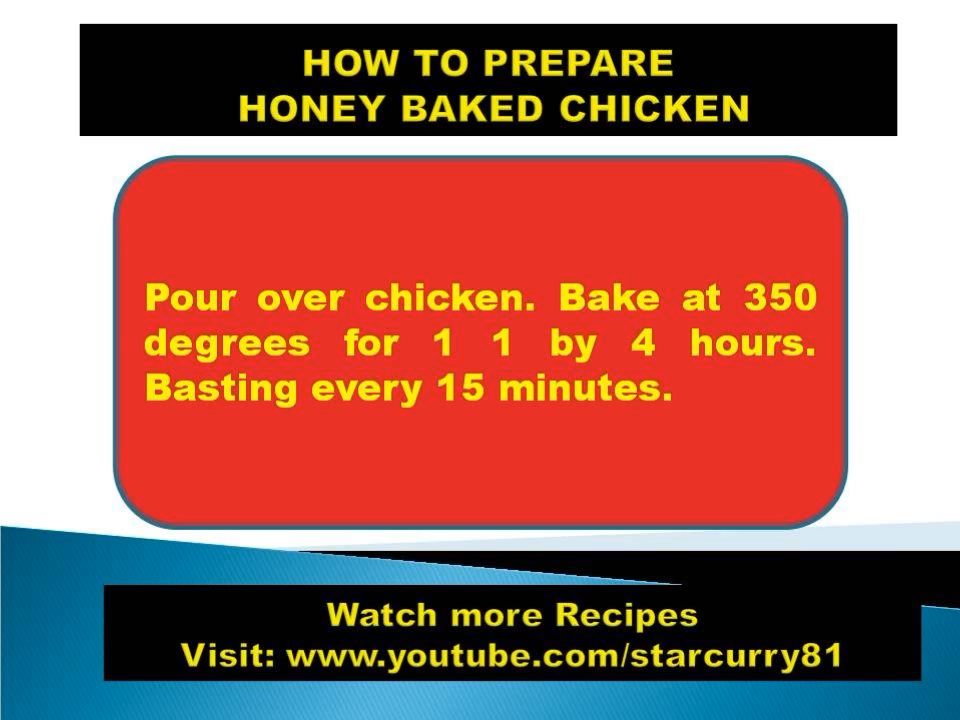 HOW TO PREPARE
HONEY BAKED CHICKEN
Pour over chicken. Bake at 350
degrees for 1 1 by 4 hours.
Basting every 15 minutes.
Watch more Recipes
Visit: www.youtube.com/starcurry81